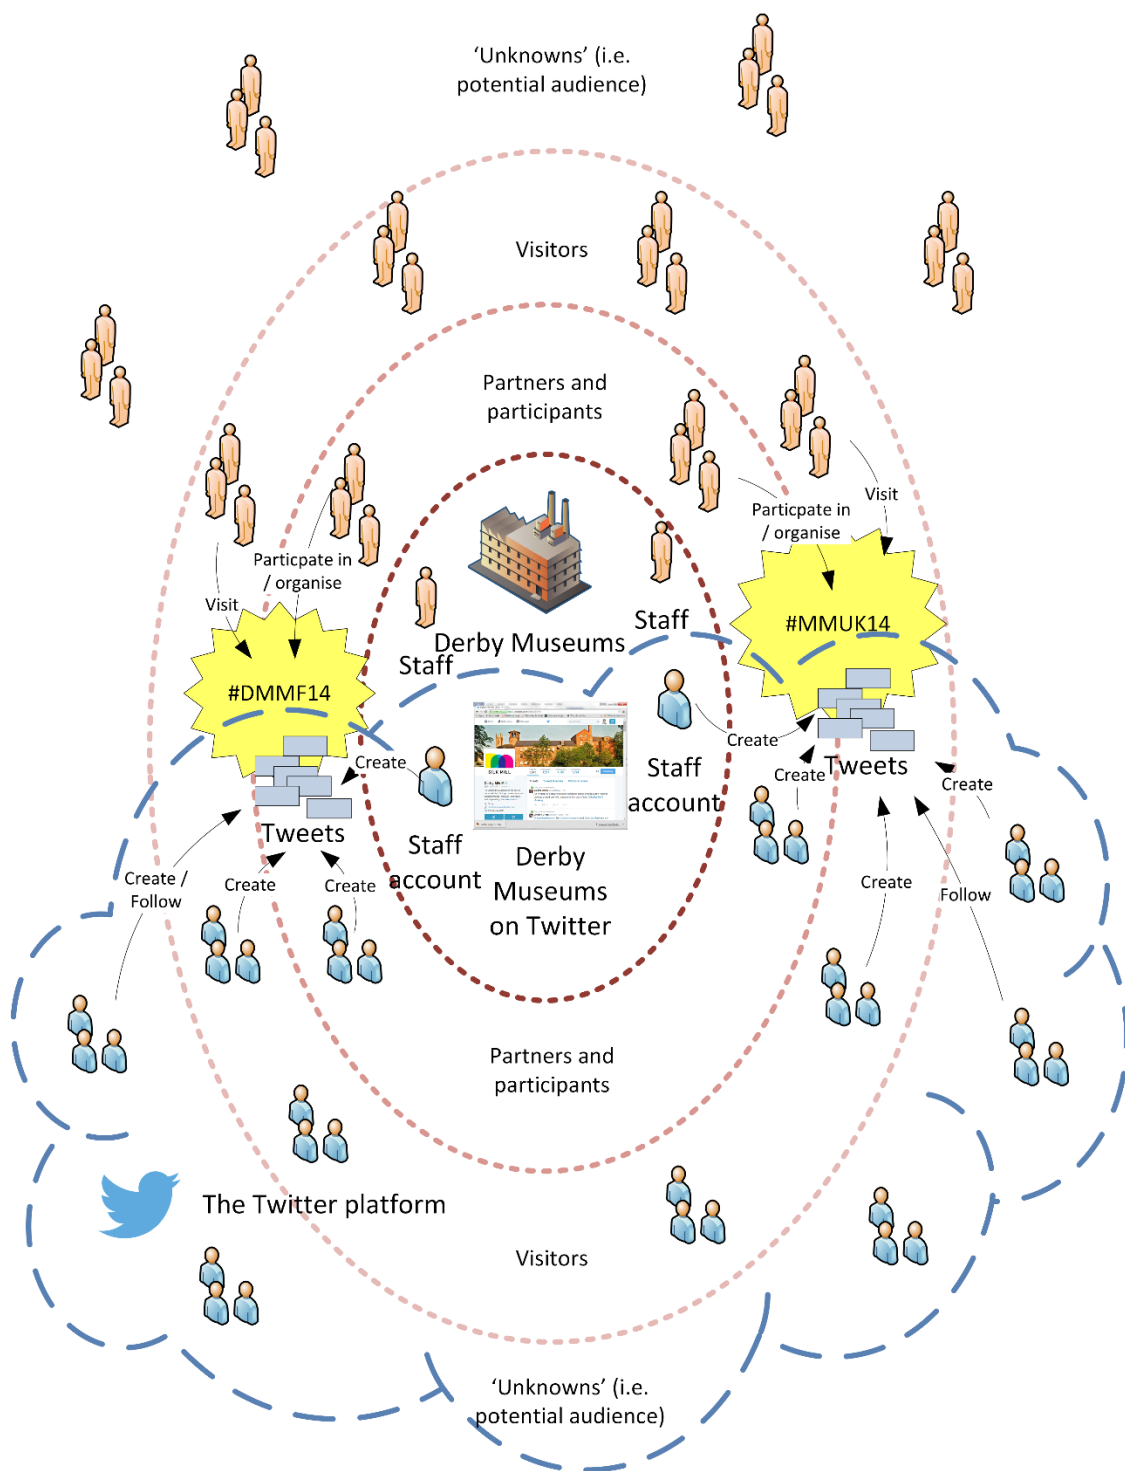 ‘Unknowns’ (i.e.
potential audience)
Visitors
Partners and
participants
Visit
Particpate in
/ organise
Particpate in
/ organise
Visit
#MMUK14
Staff
Derby Museums
Staff
#DMMF14
SILK MILL
Create
Create
Staff
account
Tweets
Create
Create
Tweets
Staff
account
Derby
Museums
on Twitter
Create /
Follow
Create
Create
Create
Follow
Partners and
participants
The Twitter platform
Visitors
‘Unknowns’ (i.e.
potential audience)